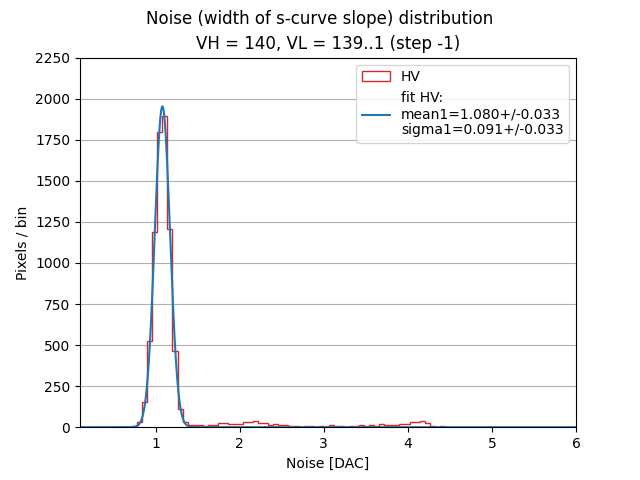 Noise (width of s-curve slope) distribution
VH = 140, VL = 139..1 (step -1)
HV
fit HV:
mean1=1.080+/-0.033
sigma1=0.091+/-0.033
Pixels / bin
2250
2000
1750
1500
1250
1000
750
500
250
0
1
2
3
4
5
6
Noise [DAC]